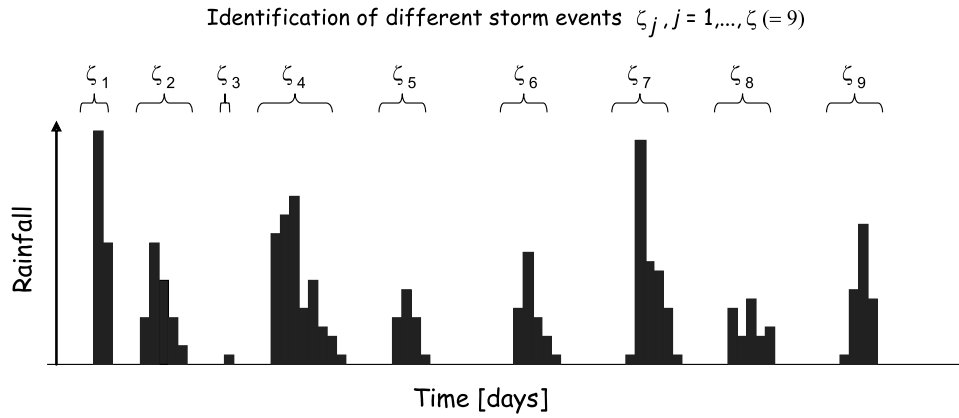 Identification of different storm events ζj , j = 1,..., ζ (= 9)
ζ1 ζ2 ζ3 ζ4 ζ5 ζ6 ζ7 ζ8 ζ9
Rainfall
Time [days]